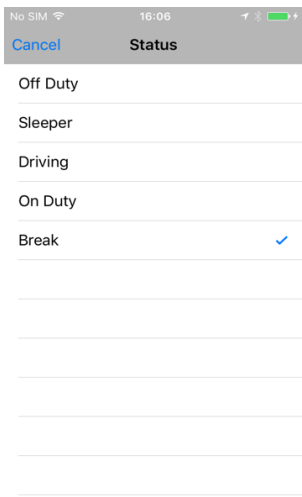 No SIM 16:06
Cancel Status
Off Duty
Sleeper
Driving
On Duty
Break